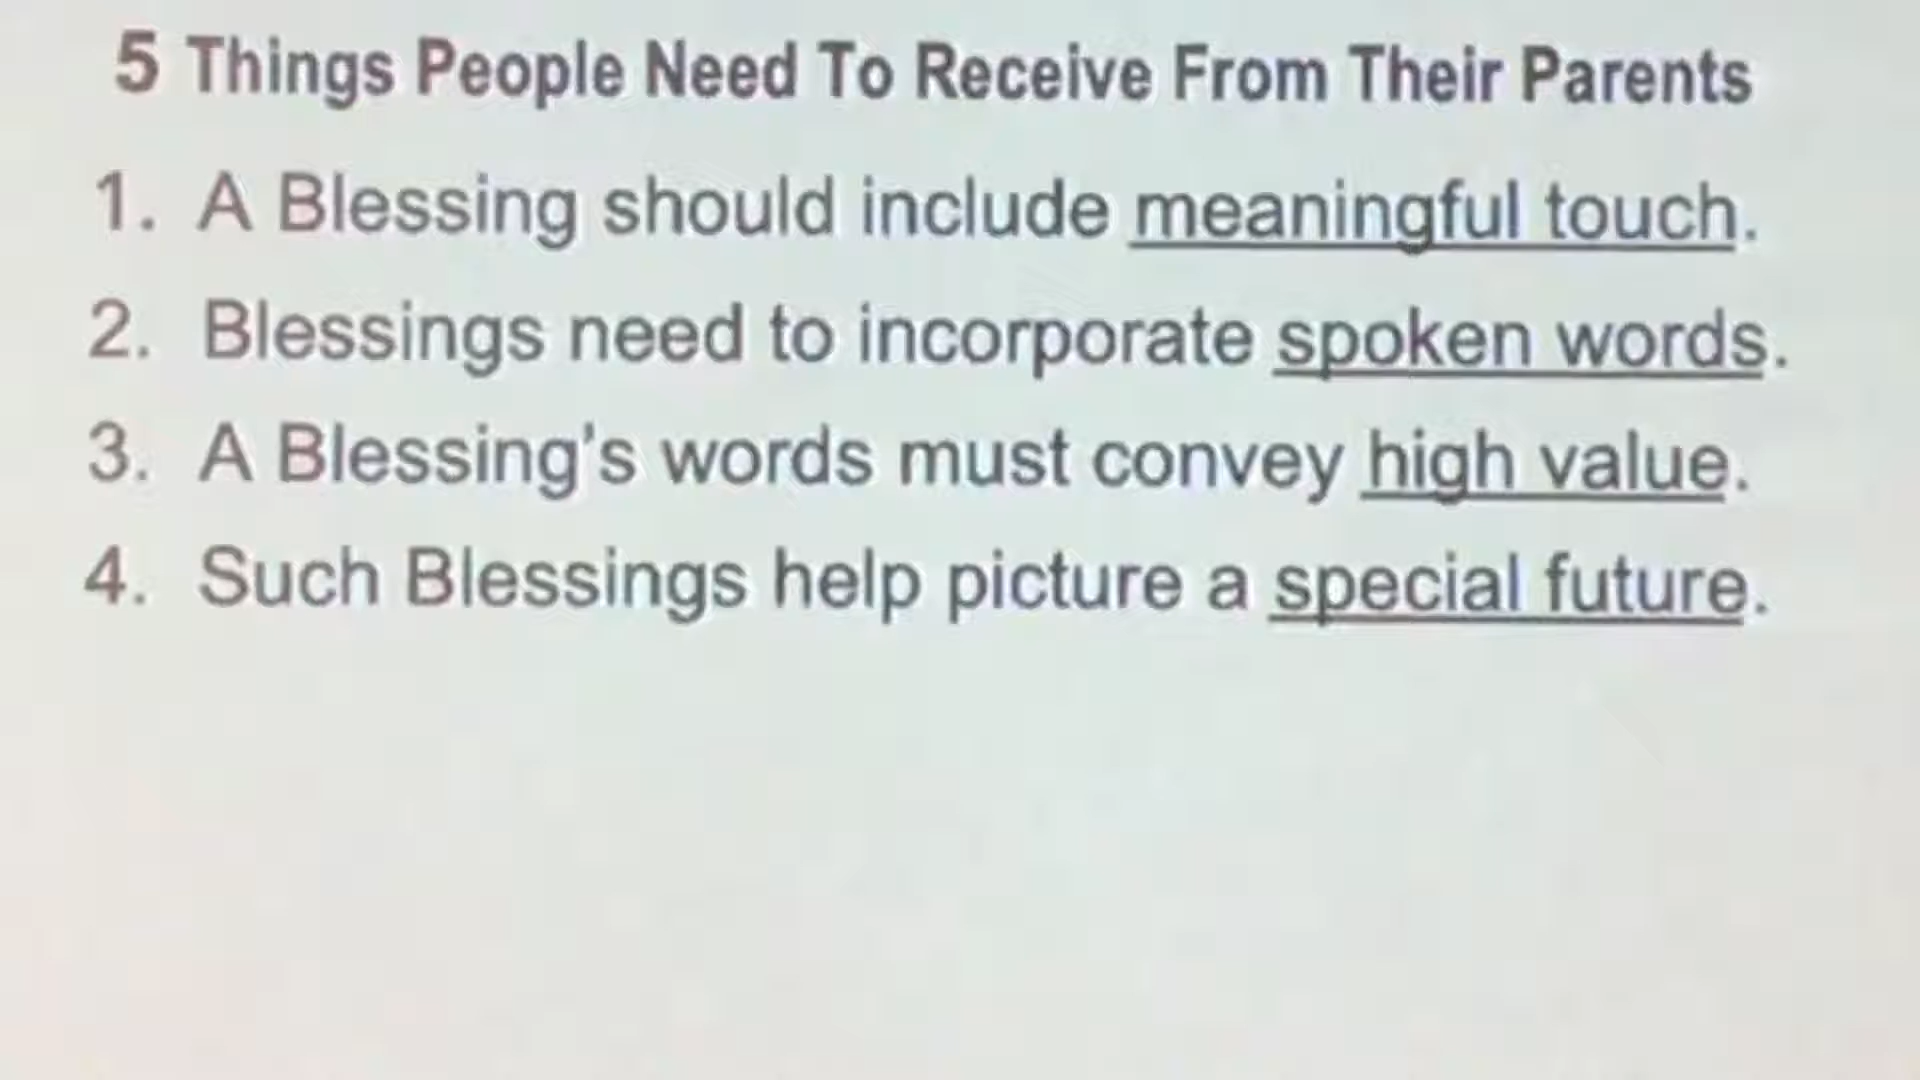 5 Things People Need To Receive From Their Parents
1. A Blessing should include meaningful touch.
2. Blessings need to incorporate spoken words.
3. A Blessing's words must convey high value.
4. Such Blessings help picture a special future.